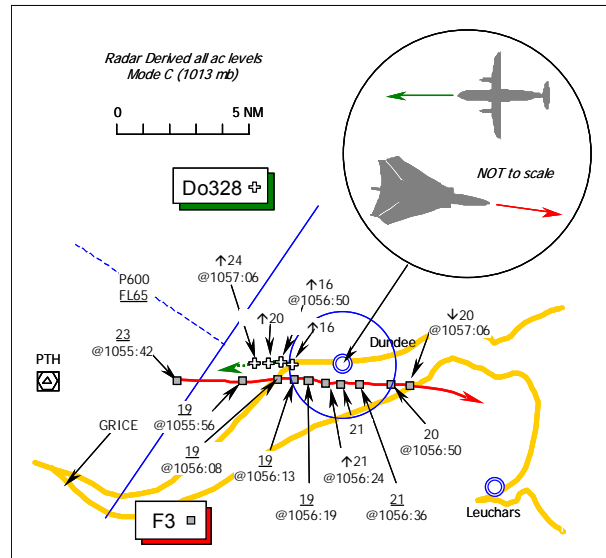 Radar Derived all ac levels
Mode C (1013 mb)
0 5 NM
NOT to scale
Do328
P600
FL65
↑24
@1057:06
↑20
↑16
@1056:50
↑16
Dundee
↓20
@1057:06
23
@1055:42
PTH
19
@1055:56
19
@1056:08
19
@1056:13
19
@1056:19
↑21
@1056:24
21
21
@1056:36
20
@1056:50
GRICE
F3
Leuchars